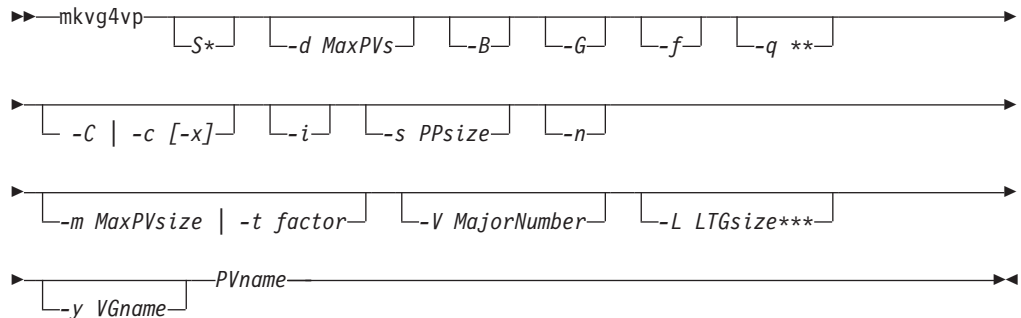 mkvg4vp S* -d MaxPVs -B -G -f -q **
-C | -c [-x] -i -s PPsize -n
-m MaxPVsize | -t factor -V MajorNumber -L LTGsize***
-y VGname PVname